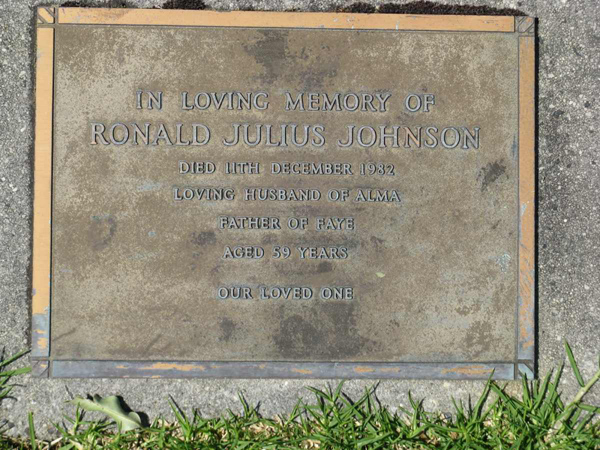 IN LOVING MEMORY OF
RONALD JULIUS JOHNSON
DIED 11TH DECEMBER 1982
LOVING HUSBAND OF ALMA
FATHER OF FAYE
AGED 59 YEARS
OUR LOVED ONE